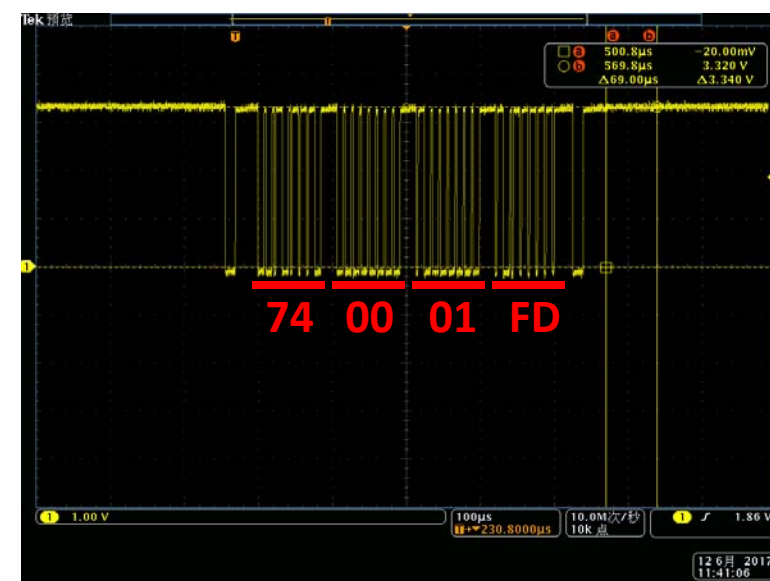 Tek 预览
T
T
a b
a 500.8μs -20.00mV
b 569.8μs 3.320 V
Δ69.00μs Δ3.340 V
1
74 00 01 FD
1 1.00 V
100μs
T→▼230.8000μs
10.0M次/秒
10k 点
1 ∫ 1.86 V
12 6月 2017
11:41:06